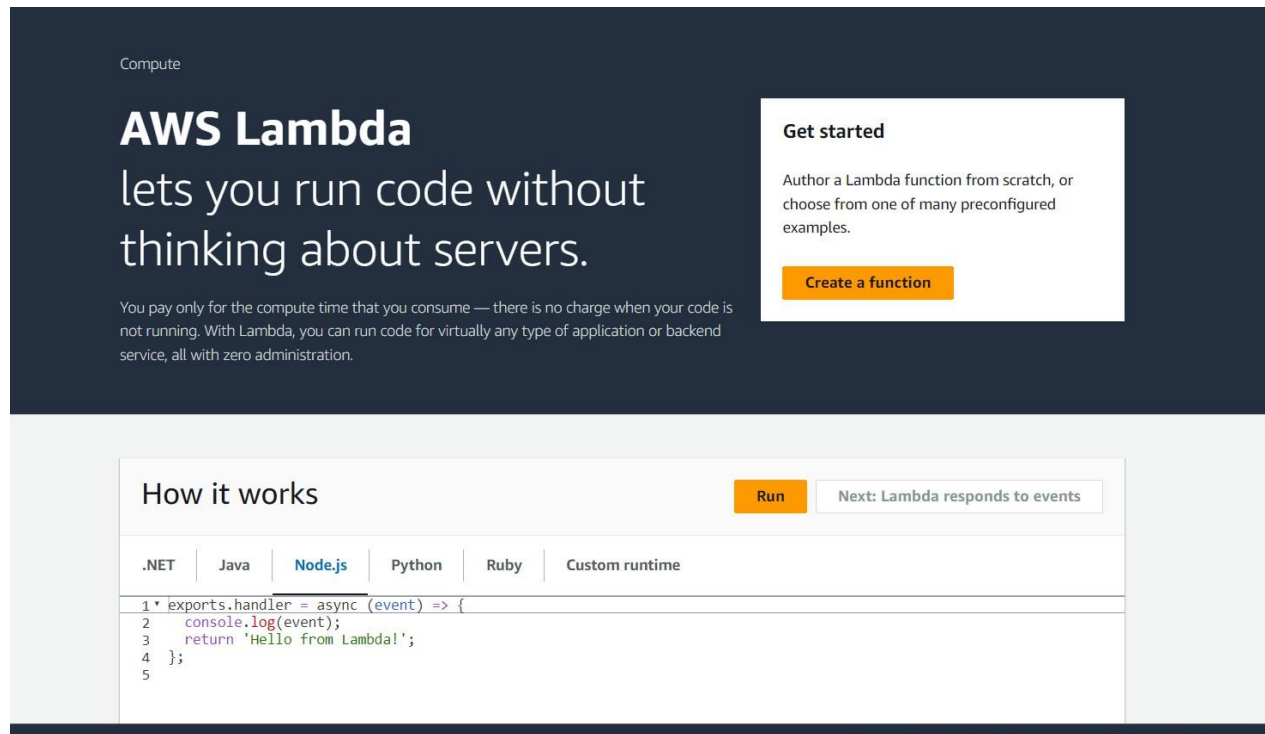 Compute
AWS Lambda
lets you run code without
thinking about servers.
You pay only for the compute time that you consume — there is no charge when your code is
not running. With Lambda, you can run code for virtually any type of application or backend
service, all with zero administration.
Get started
Author a Lambda function from scratch, or
choose from one of many preconfigured
examples.
Create a function
How it works
Run
Next: Lambda responds to events
.NET
Java
Node.js
Python
Ruby
Custom runtime
1 exports.handler = async (event) => {
2 console.log(event);
3 return 'Hello from Lambda!';
4 };
5